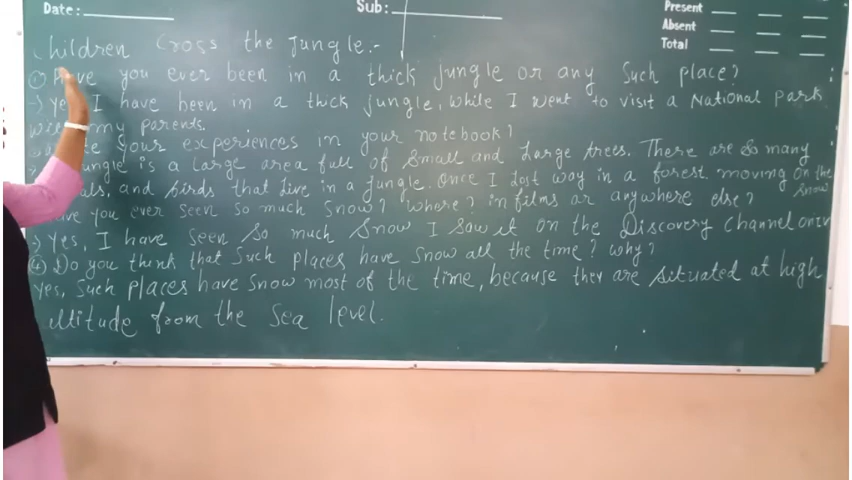 Date: Sub: Present
Absent
Total
Children Cross the Jungle:-
Have you ever been in a thick jungle or any Such place?
→ Yes, I have been in a thick jungle, while I went to visit a National Park
with my parents.
your experiences in your notebook?
jungle is a large area full of Small and Large trees. There are so many
and birds that live in a jungle. Once I lost way in a forest moving on the
Snow
have you ever seen so much Snow? Where? in films or anywhere else?
→ Yes, I have seen so much Snow I saw it on the Discovery Channel on TV
④ Do you think that such places have snow all the time? Why?
Yes, Such places have snow most of the time, because they are situated at high
altitude from the Sea level.